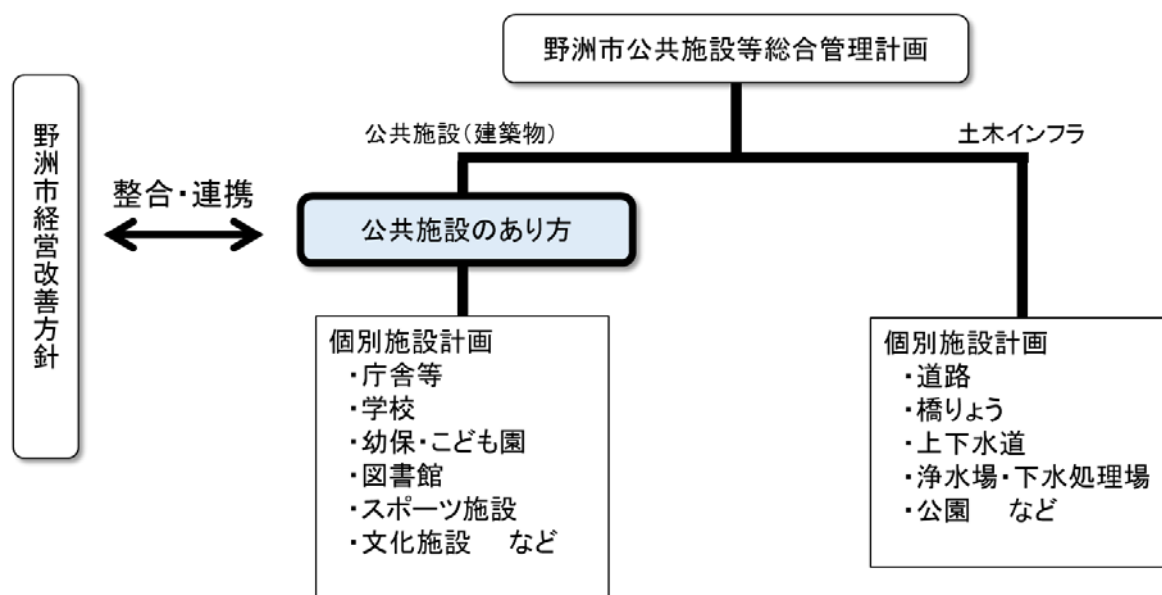 野洲市公共施設等総合管理計画
野洲市経営改善方針
公共施設(建築物)
土木インフラ
整合・連携
公共施設のあり方
個別施設計画
・庁舎等
・学校
・幼保・こども園
・図書館
・スポーツ施設
・文化施設 など
個別施設計画
・道路
・橋りょう
・上下水道
・浄水場・下水処理場
・公園 など